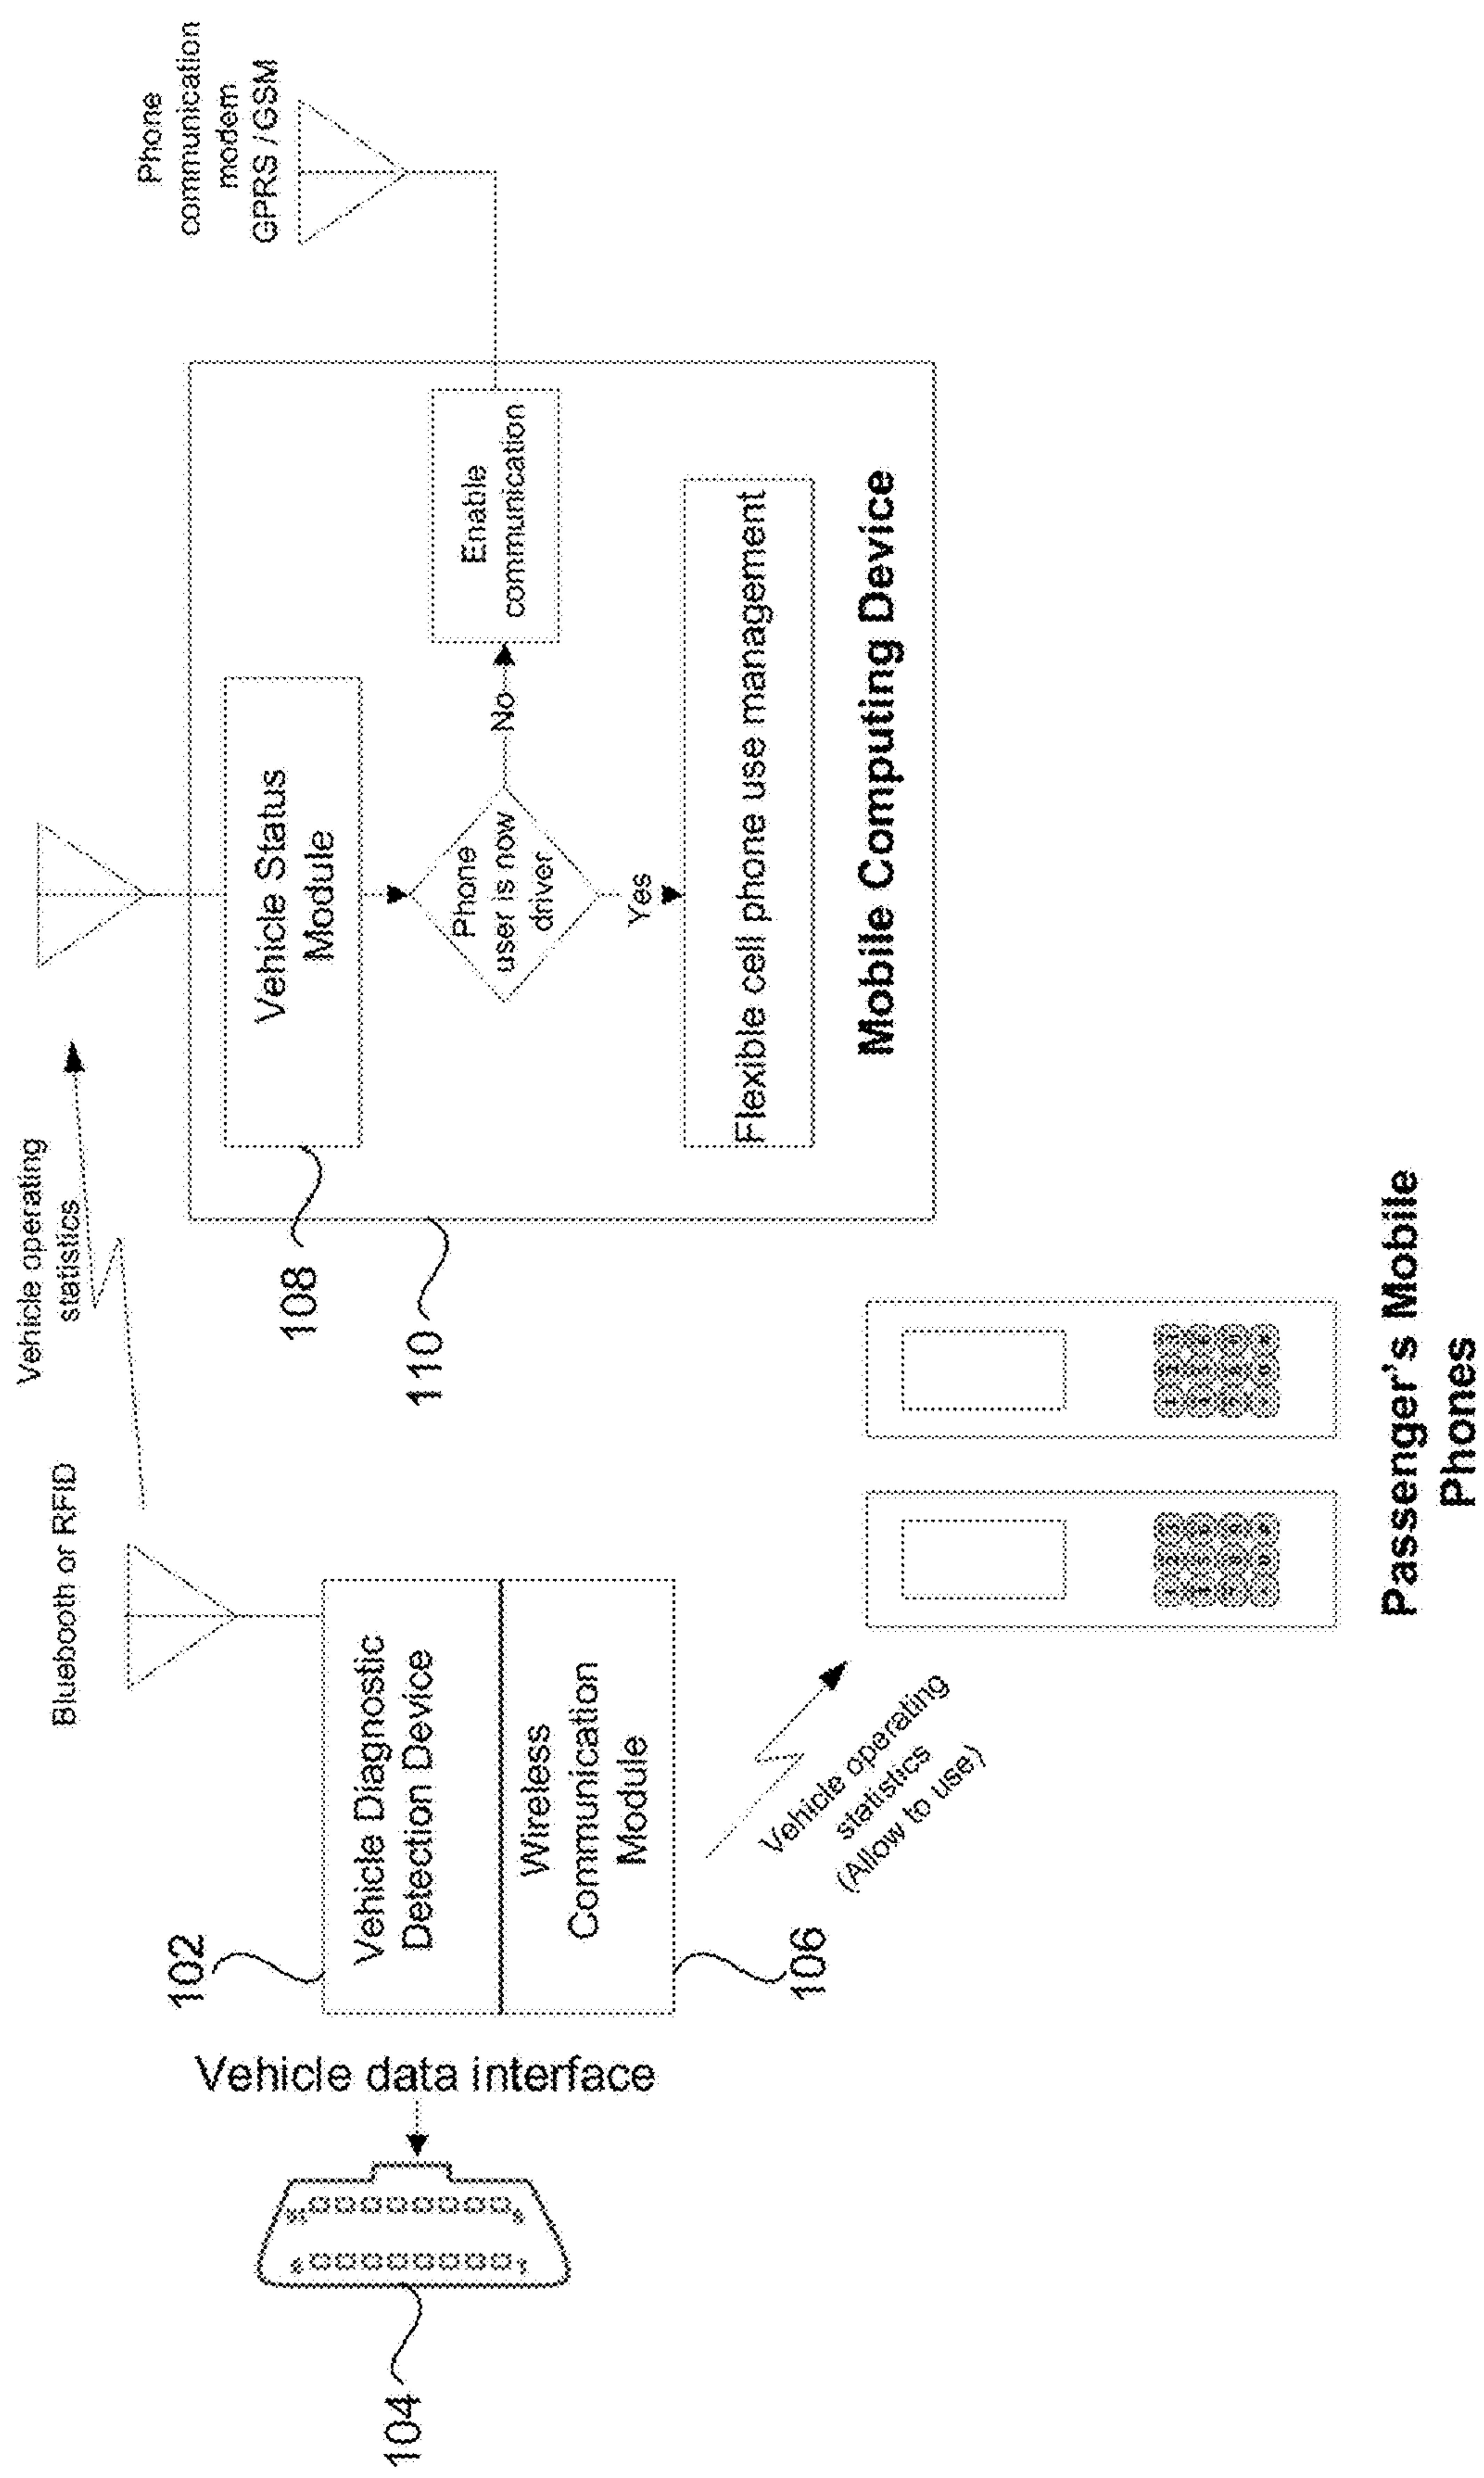 Vehicle operating
statistics
Bluebooth or RFID
Phone
communication
modem
GPRS /GSM
102
Vehicle data interface
104
Vehicle Diagnostic
Detection Device
Wireless
Communication
Module
106
108
110
Vehicle Status
Module
Phone
user is now
driver
No
Enable
communication
Yes
Flexible cell phone use management
Mobile Computing Device
Vehicle operating
statistics
(Allow to use)
Passenger's Mobile
Phones